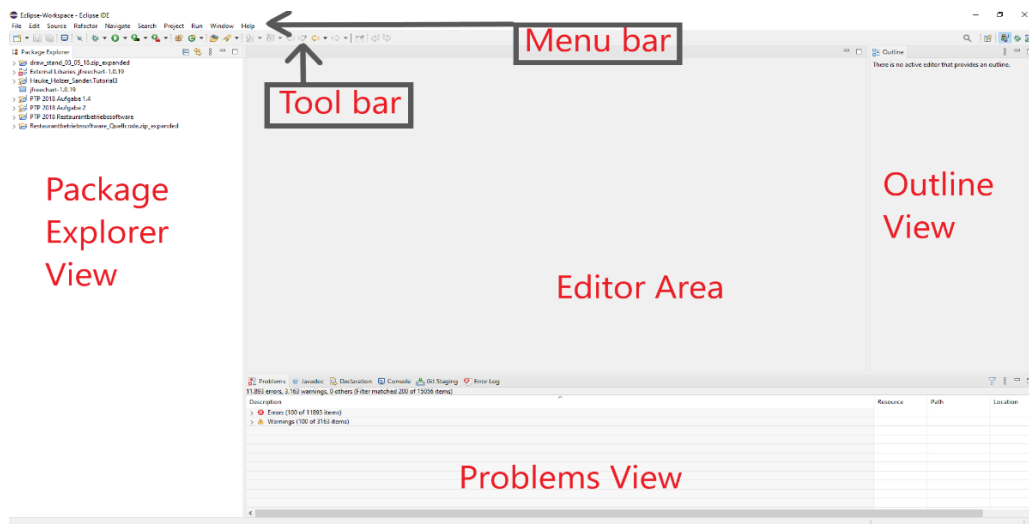 Eclipse-Workspace - Eclipse IDE
File Edit Source Refactor Navigate Search Project Run Window Help
Menu bar
Tool bar
Package Explorer
draw_stand_03_05_18.zip_expanded
External Libaries jfreechart-1.0.19
Hauke_Holzer_Sander.Tutorial3
jfreechart-1.0.19
PTP 2018 Aufgabe 1.4
PTP 2018 Aufgabe 2
PTP 2018 Restaurantbetriebssoftware
Restaurantbetriebssoftware_Quellcode.zip_expanded
Package
Explorer
View
Editor Area
Outline
There is no active editor that provides an outline.
Outline
View
Problems Javadoc Declaration Console Git Staging Error Log
11.893 errors, 3.163 warnings, 0 others (Filter matched 200 of 15056 items)
Description Resource Path Location
Errors (100 of 11893 items)
Warnings (100 of 3163 items)
Problems View